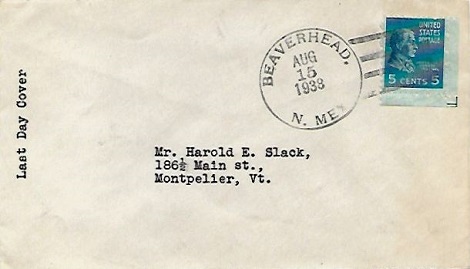 Last Day Cover
BEAVERHEAD,
AUG
15
1938
N. MEX
UNITED
STATES
POSTAGE
5 CENTS 5
Mr. Harold E. Slack,
186½ Main st.,
Montpelier, Vt.